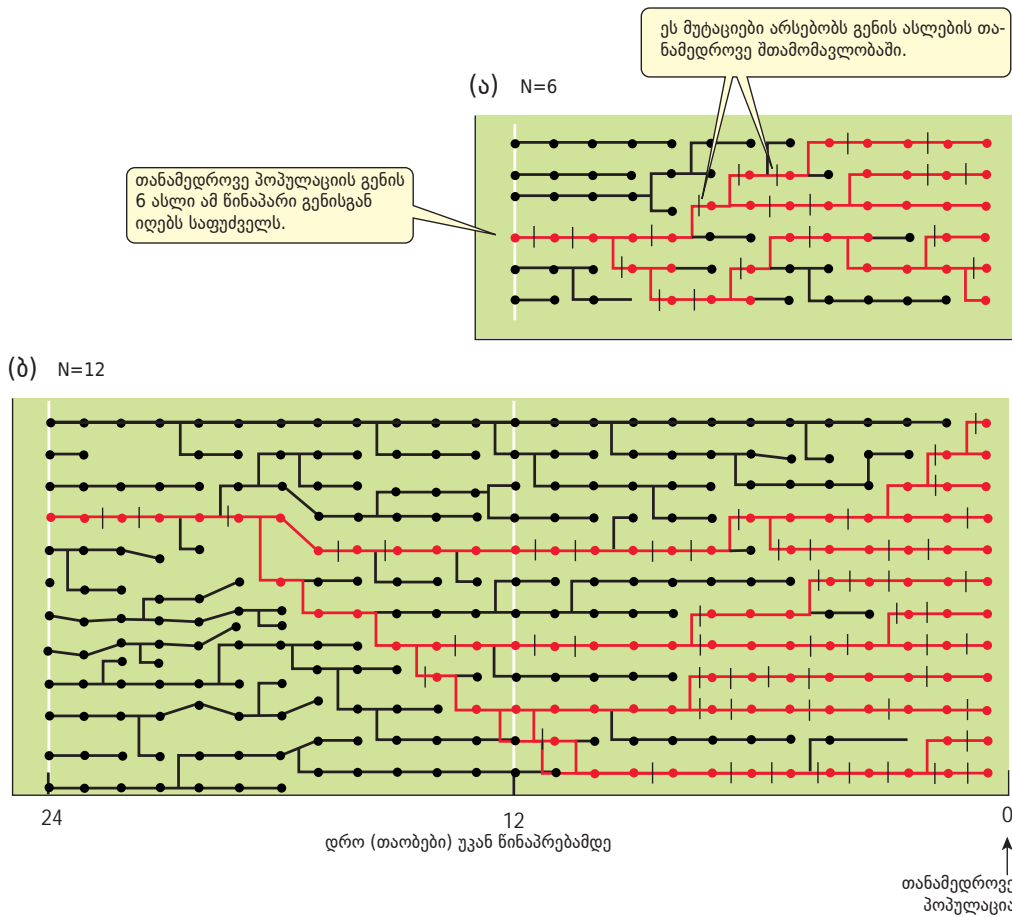 ეს მუტაციები არსებობს გენის ასლების თა-
ნამედროვე შთამომავლობაში.
(ა) N=6
თანამედროვე პოპულაციის გენის
6 ასლი ამ წინაპარი გენისგან
იღებს საფუძველს.
(ბ) N=12
24 12 0
დრო (თაობები) უკან წინაპრებამდე
თანამედროვე
პოპულაცია